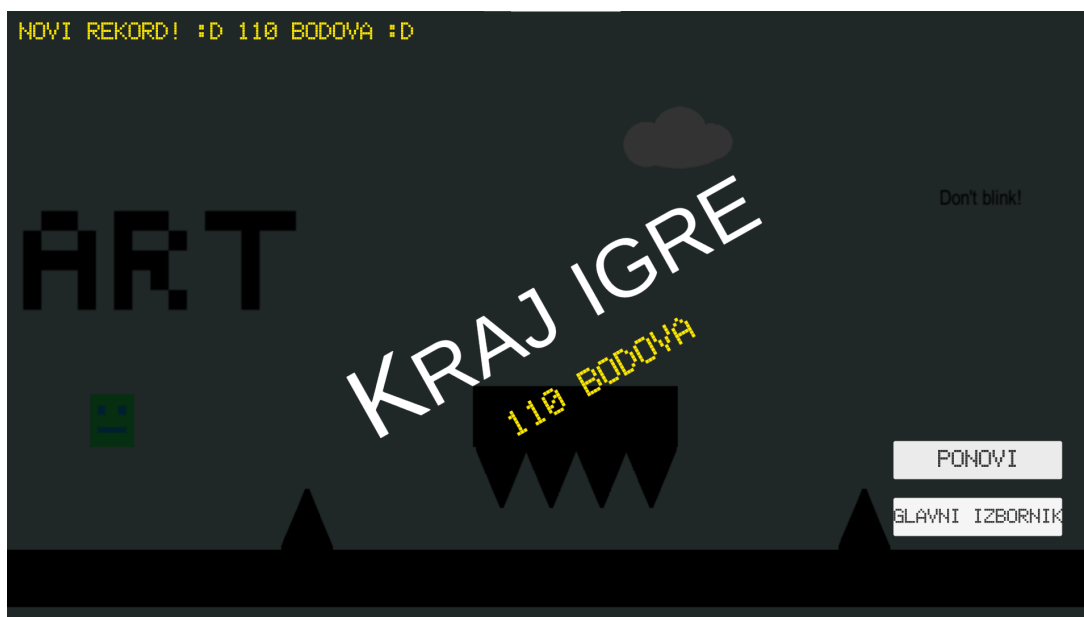 NOVI REKORD! :D 110 BODOVA :D
Don't blink!
ART
KRAJ IGRE
110 BODOVA
PONOVI
GLAVNI IZBORNIK